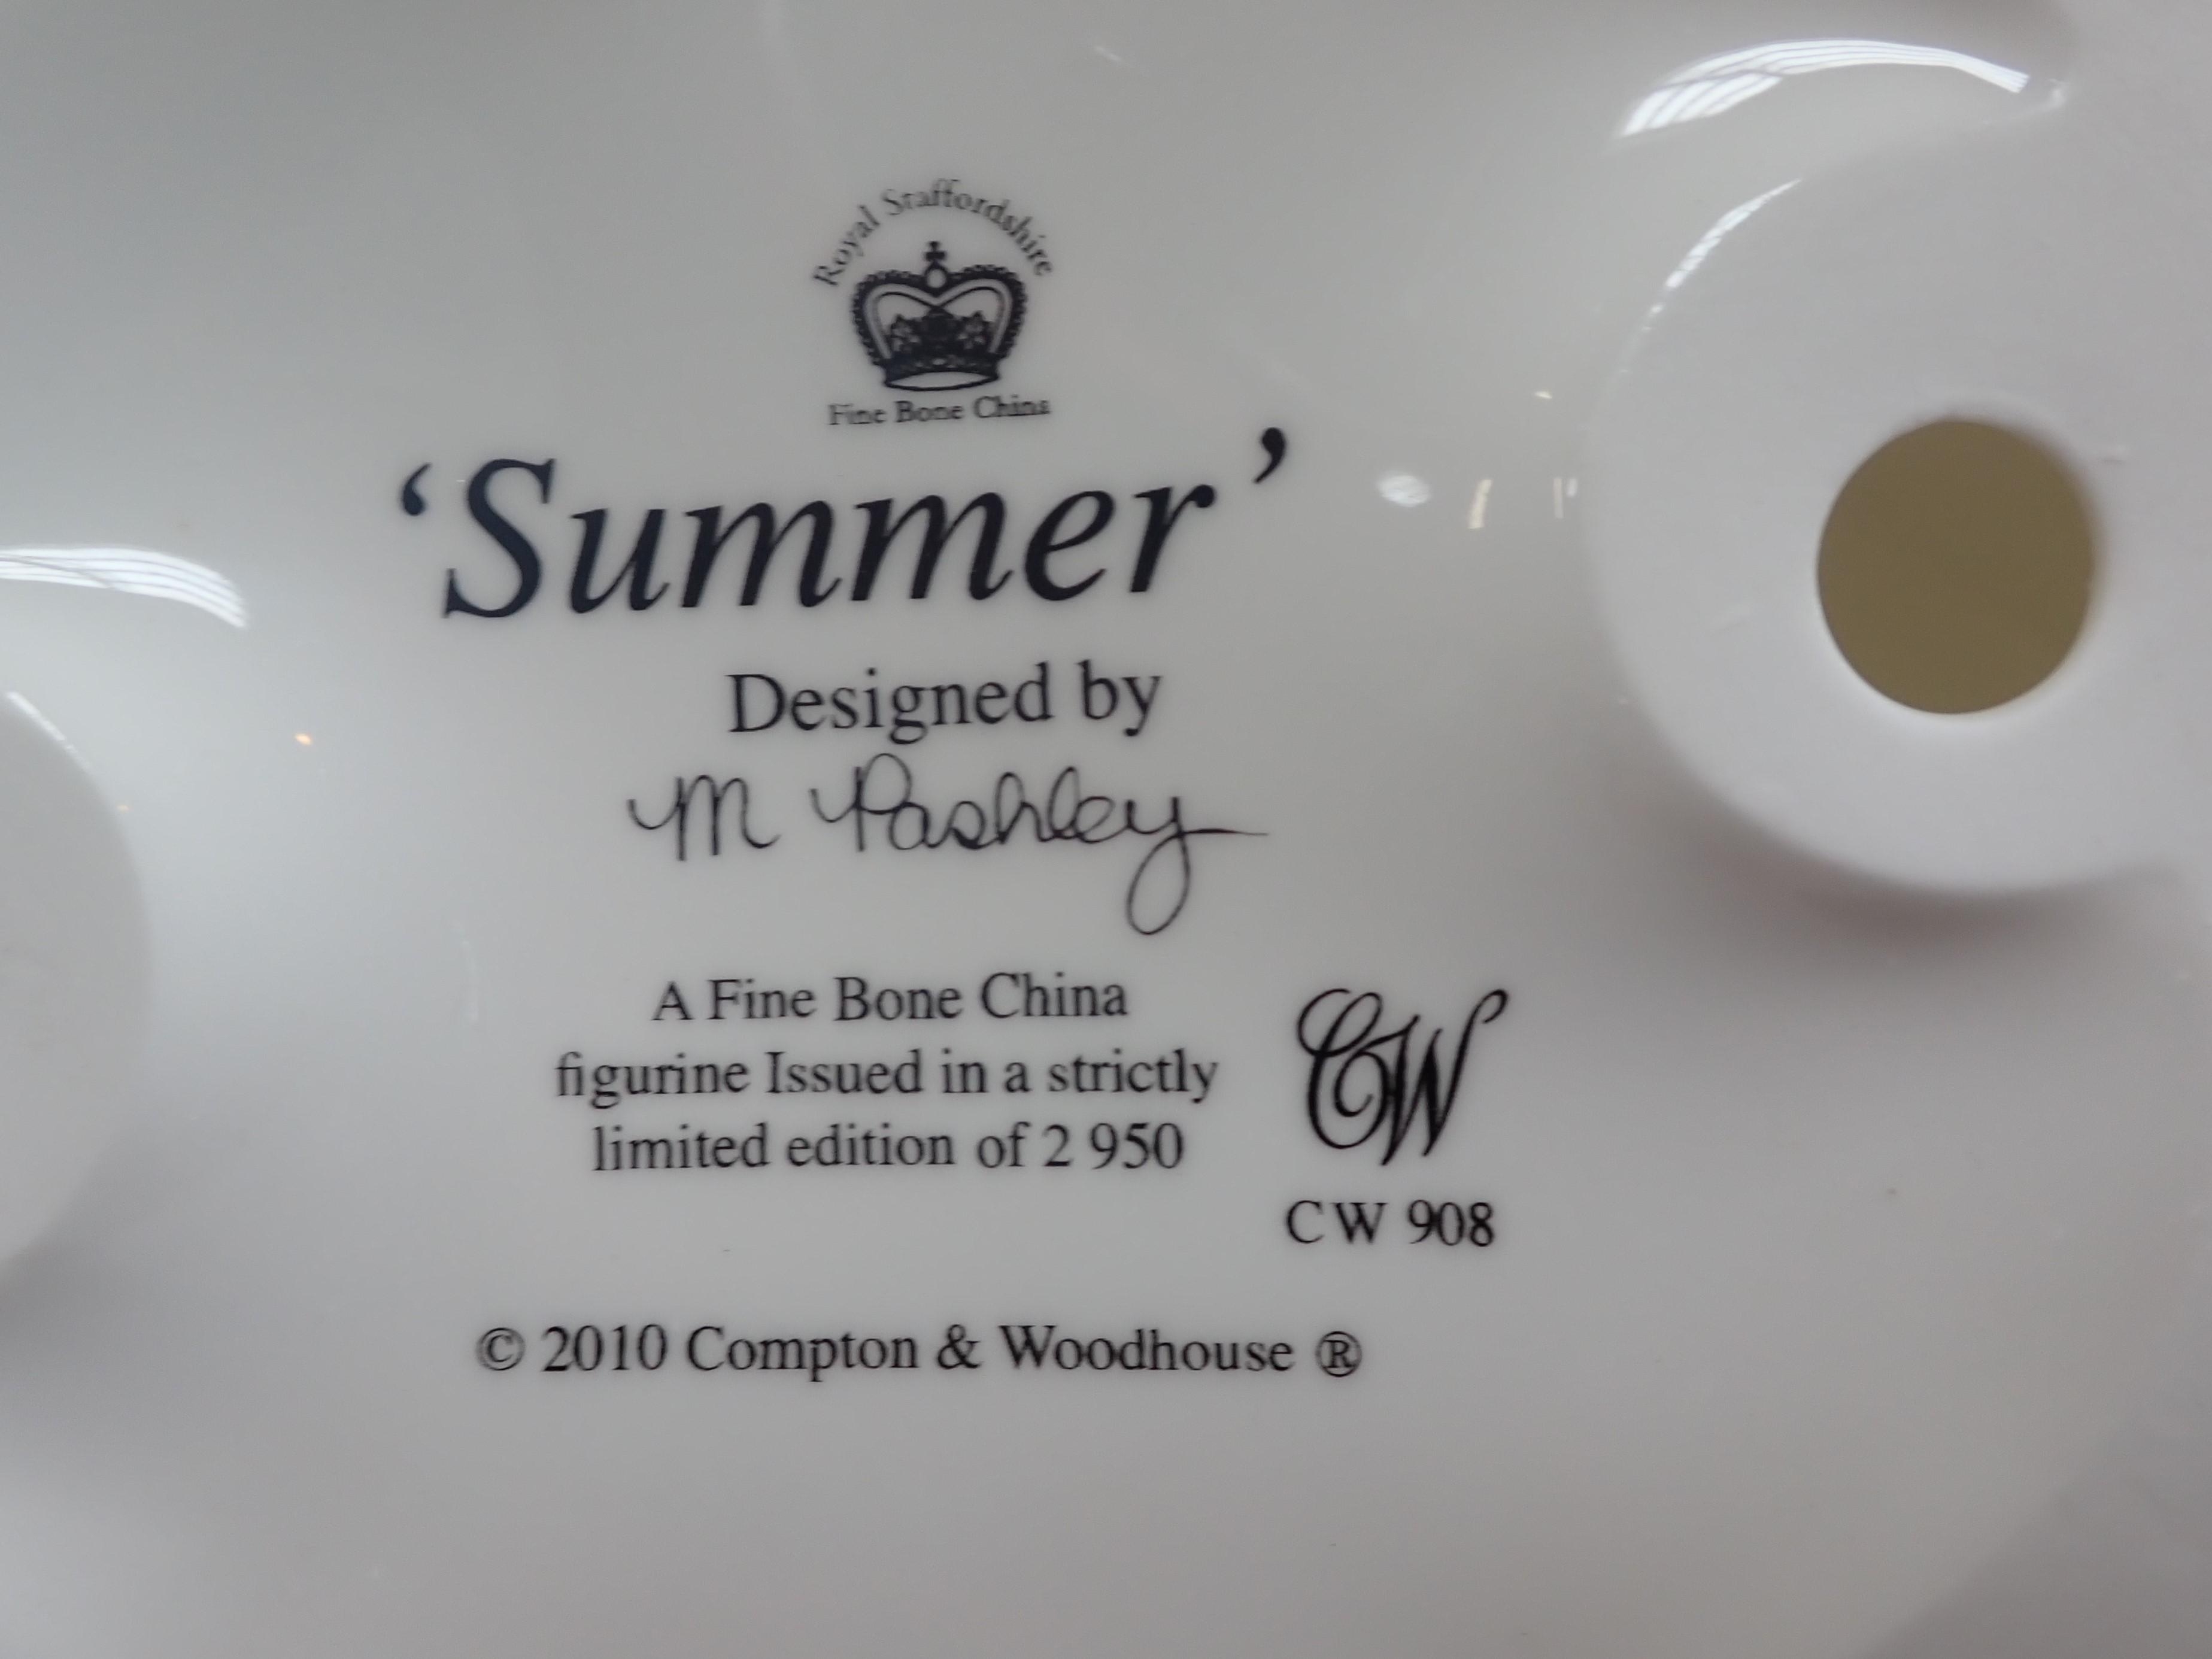 Royal Staffordshire
Fine Bone China
‘Summer’
Designed by
M Pashley
A Fine Bone China
figurine Issued in a strictly
limited edition of 2 950
CW
CW 908
© 2010 Compton & Woodhouse ®